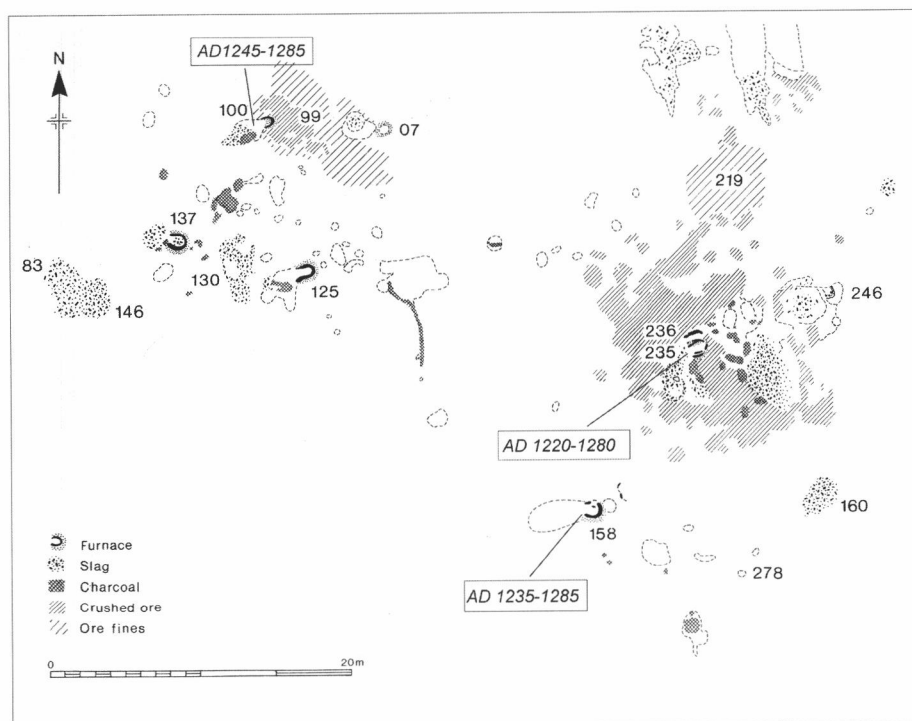 AD1245-1285
N
100
99
07
219
137
83
130
125
146
246
236
235
AD 1220-1280
160
158
278
AD 1235-1285
Furnace
Slag
Charcoal
Crushed ore
Ore fines
0
20m